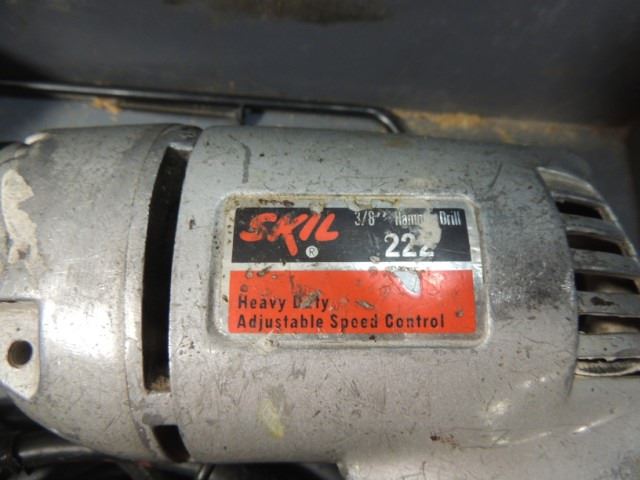 SKIL ®
3/8" Hammer Drill
222
Heavy Duty
Adjustable Speed Control